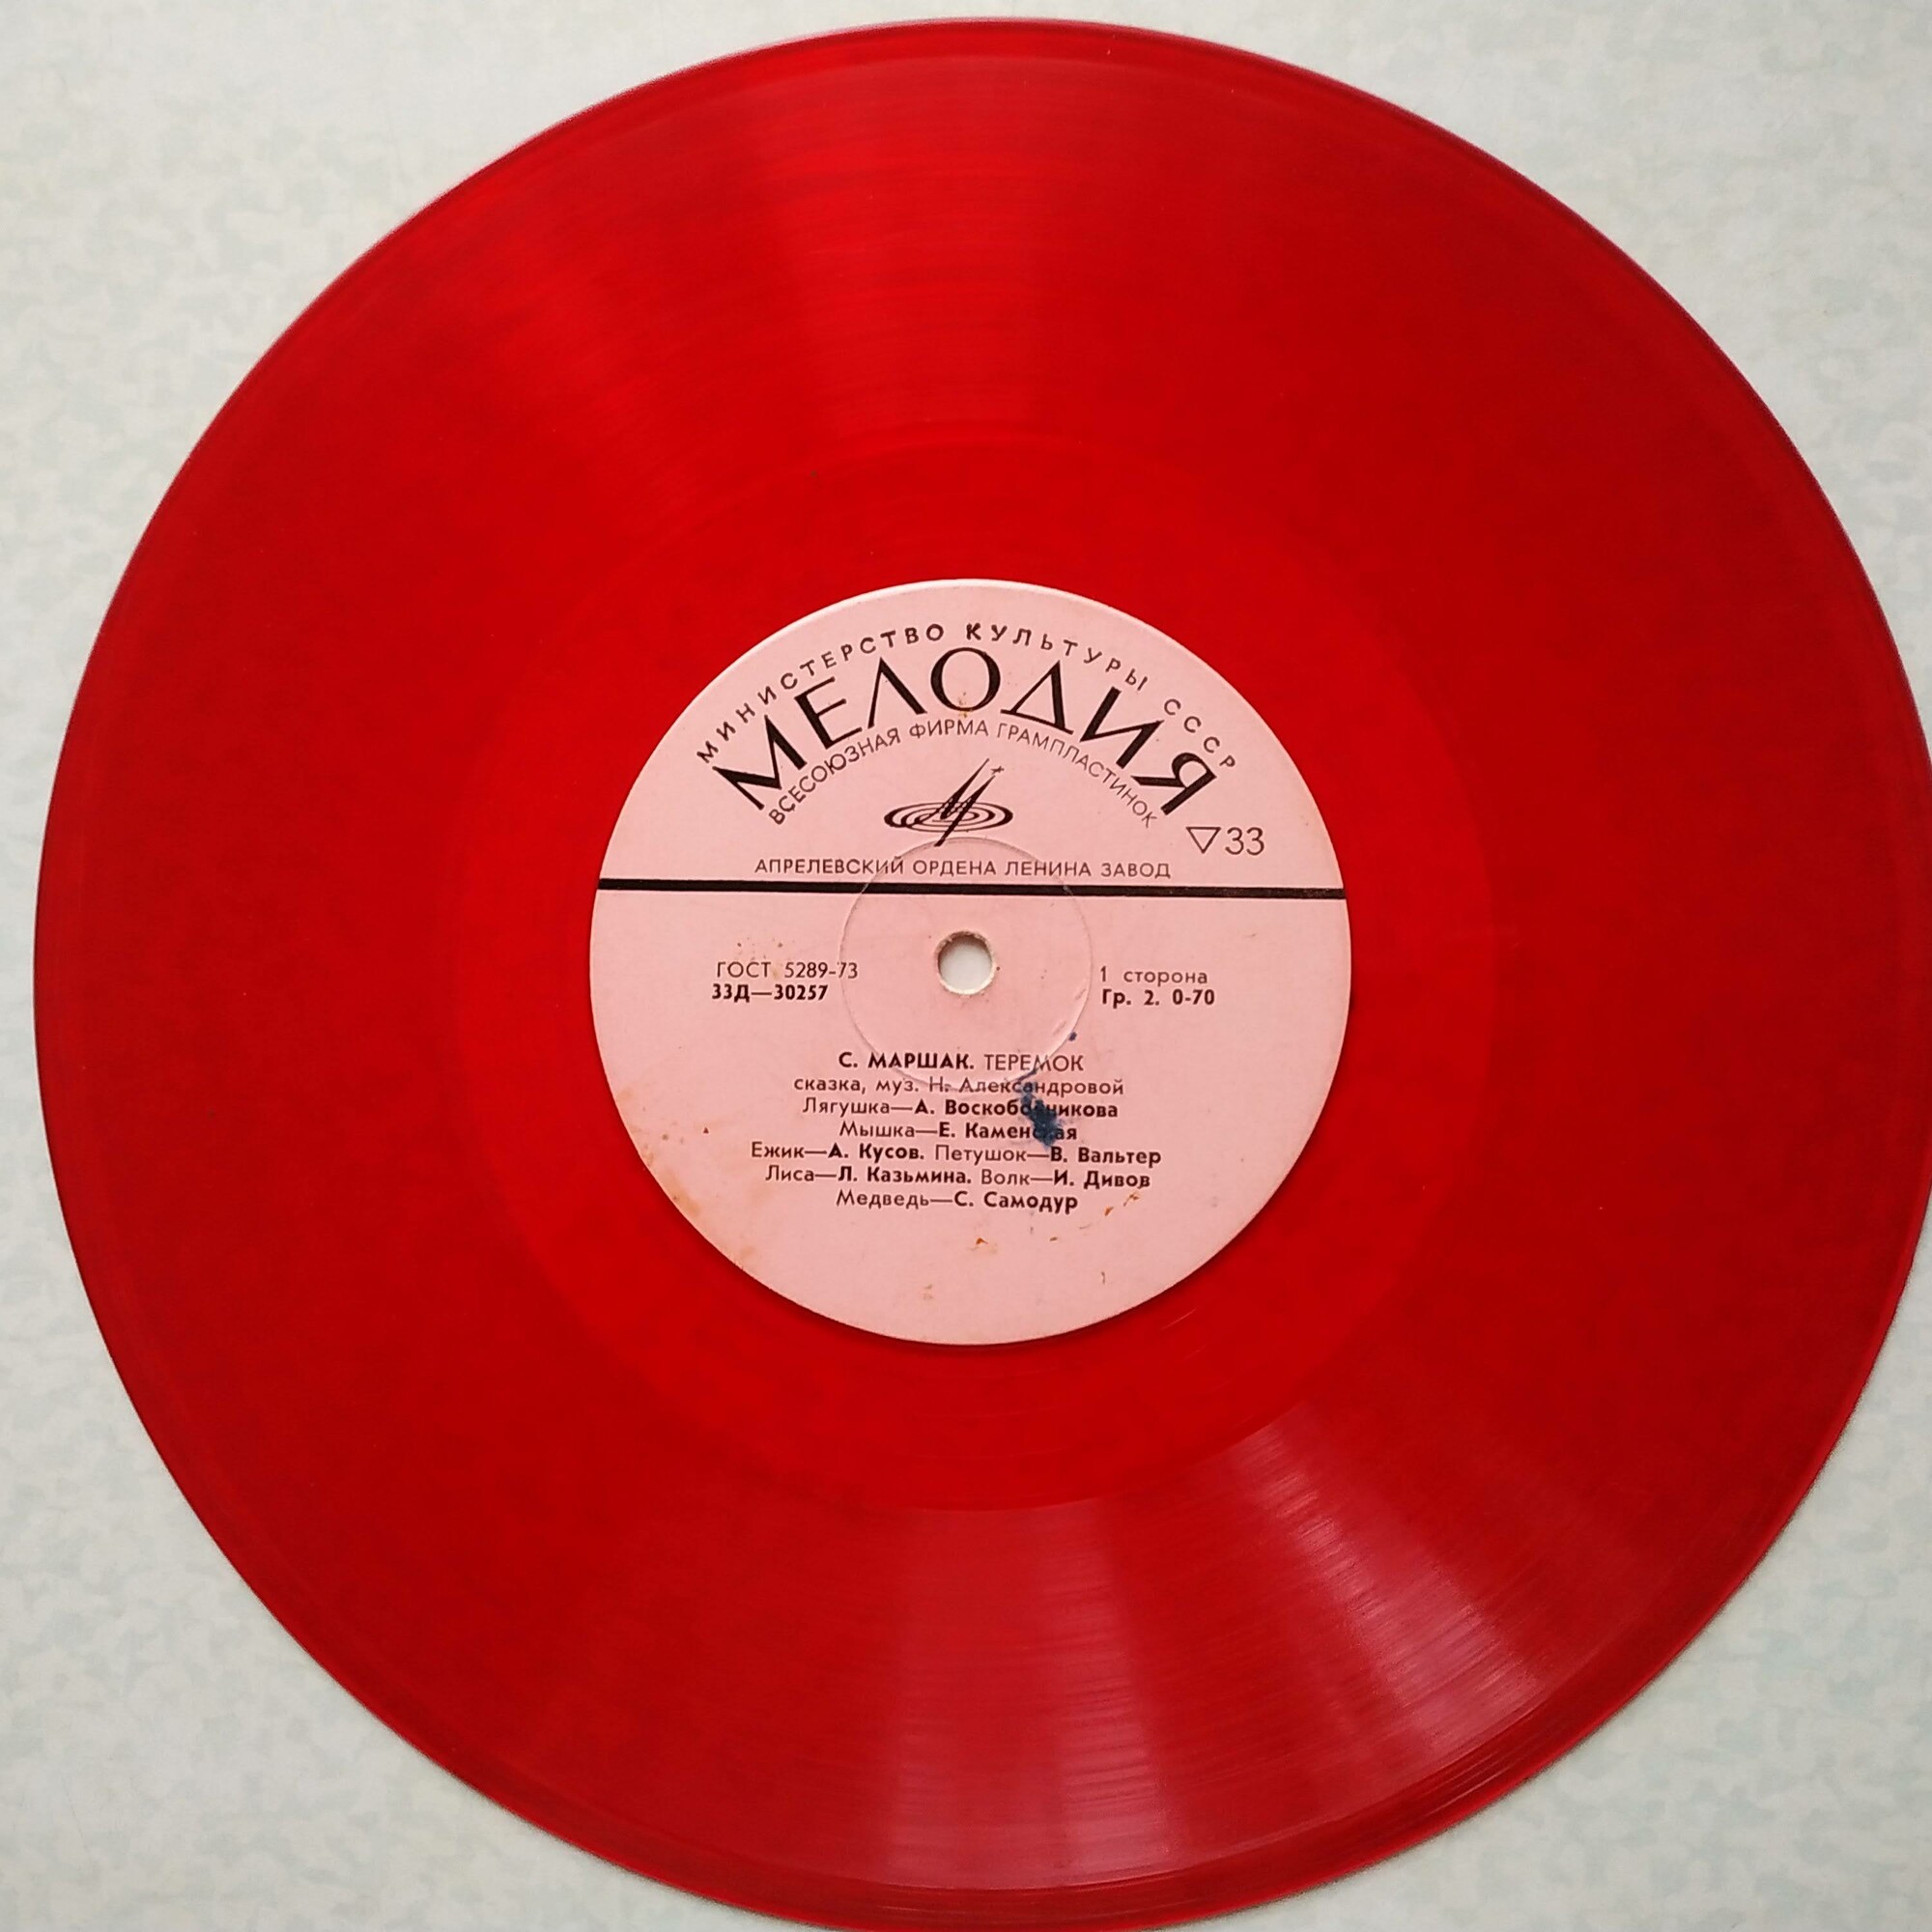 МИНИСТЕРСТВО КУЛЬТУРЫ СССР
МЕЛОДИЯ
ВСЕСОЮЗНАЯ ФИРМА ГРАМПЛАСТИНОК
▽33
АПРЕЛЕВСКИЙ ОРДЕНА ЛЕНИНА ЗАВОД
ГОСТ 5289-73
33Д—30257
1 сторона
Гр. 2. 0-70
С. МАРШАК. ТЕРЕМОК
сказка, муз. Н. Александровой
Лягушка—А. Воскобойникова
Мышка—Е. Каменская
Ежик—А. Кусов. Петушок—В. Вальтер
Лиса—Л. Казьмина. Волк—И. Дивов
Медведь—С. Самодур